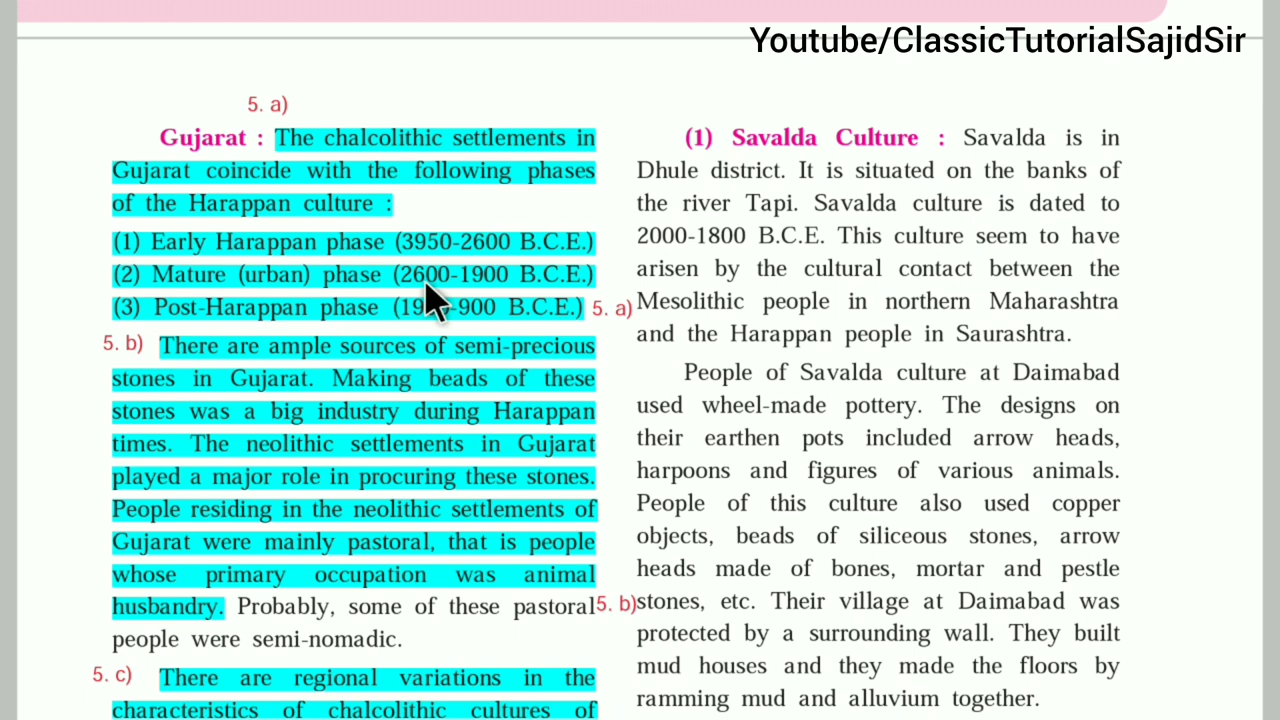 Youtube/ClassicTutorialSajidSir
5. a)
Gujarat : The chalcolithic settlements in
Gujarat coincide with the following phases
of the Harappan culture :
(1) Early Harappan phase (3950-2600 B.C.E.)
(2) Mature (urban) phase (2600-1900 B.C.E.)
(3) Post-Harappan phase -900 B.C.E.) 5. a)
5. b) There are ample sources of semi-precious
stones in Gujarat. Making beads of these
stones was a big industry during Harappan
times. The neolithic settlements in Gujarat
played a major role in procuring these stones.
People residing in the neolithic settlements of
Gujarat were mainly pastoral, that is people
whose primary occupation was animal
husbandry. Probably, some of these pastoral 5. b)
people were semi-nomadic.
5. c) There are regional variations in the
characteristics of chalcolithic cultures of
(1) Savalda Culture : Savalda is in
Dhule district. It is situated on the banks of
the river Tapi. Savalda culture is dated to
2000-1800 B.C.E. This culture seem to have
arisen by the cultural contact between the
Mesolithic people in northern Maharashtra
and the Harappan people in Saurashtra.
People of Savalda culture at Daimabad
used wheel-made pottery. The designs on
their earthen pots included arrow heads,
harpoons and figures of various animals.
People of this culture also used copper
objects, beads of siliceous stones, arrow
heads made of bones, mortar and pestle
stones, etc. Their village at Daimabad was
protected by a surrounding wall. They built
mud houses and they made the floors by
ramming mud and alluvium together.